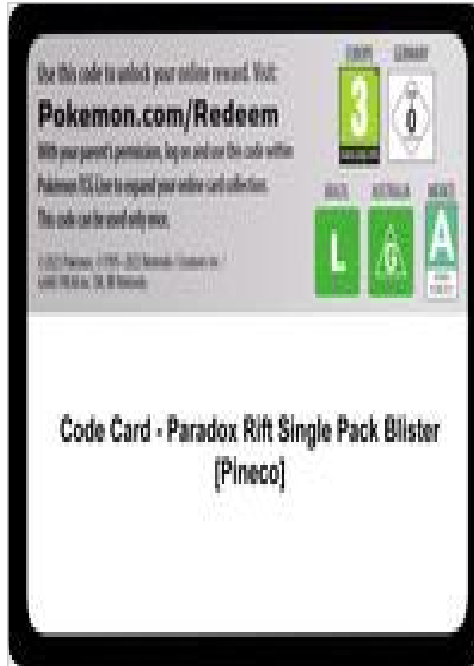 Use this code to unlock your online reward. Visit:
Pokemon.com/Redeem
With your parent's permission, log on and use the code within
Pokémon TCG Live to expand your online card collection.
This code can be used only once.
EUROPE GERMANY
3
0
BRAZIL AUSTRALIA MEXICO
L G A
Code Card - Paradox Rift Single Pack Blister
[Pineco]